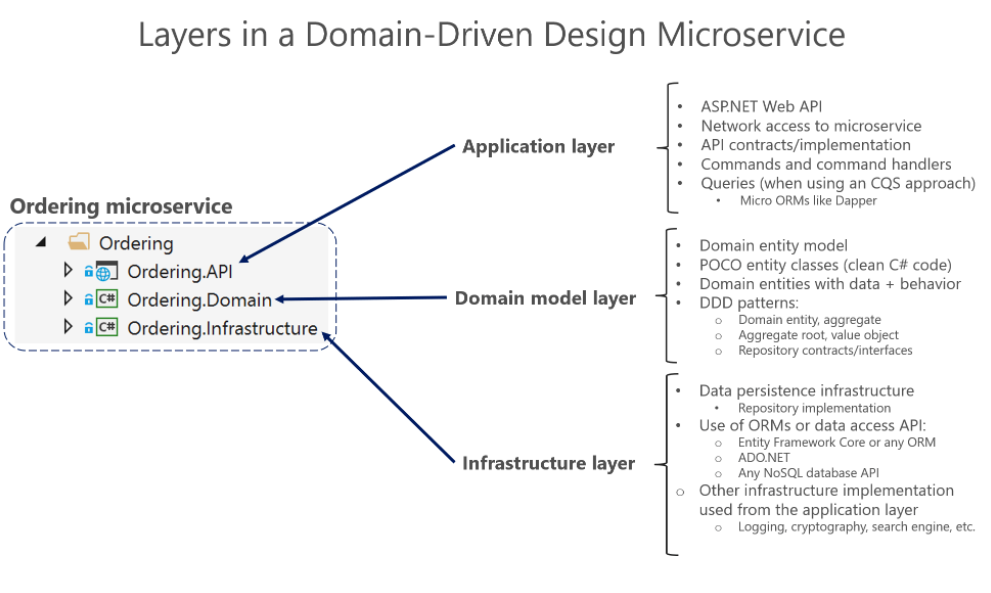 Layers in a Domain-Driven Design Microservice
Ordering microservice
Ordering
Ordering.API
C# Ordering.Domain
C# Ordering.Infrastructure
Application layer
• ASP.NET Web API
• Network access to microservice
• API contracts/implementation
• Commands and command handlers
• Queries (when using an CQS approach)
• Micro ORMs like Dapper
Domain model layer
• Domain entity model
• POCO entity classes (clean C# code)
• Domain entities with data + behavior
• DDD patterns:
o Domain entity, aggregate
o Aggregate root, value object
o Repository contracts/interfaces
Infrastructure layer
• Data persistence infrastructure
• Repository implementation
• Use of ORMs or data access API:
o Entity Framework Core or any ORM
o ADO.NET
o Any NoSQL database API
o Other infrastructure implementation
used from the application layer
o Logging, cryptography, search engine, etc.